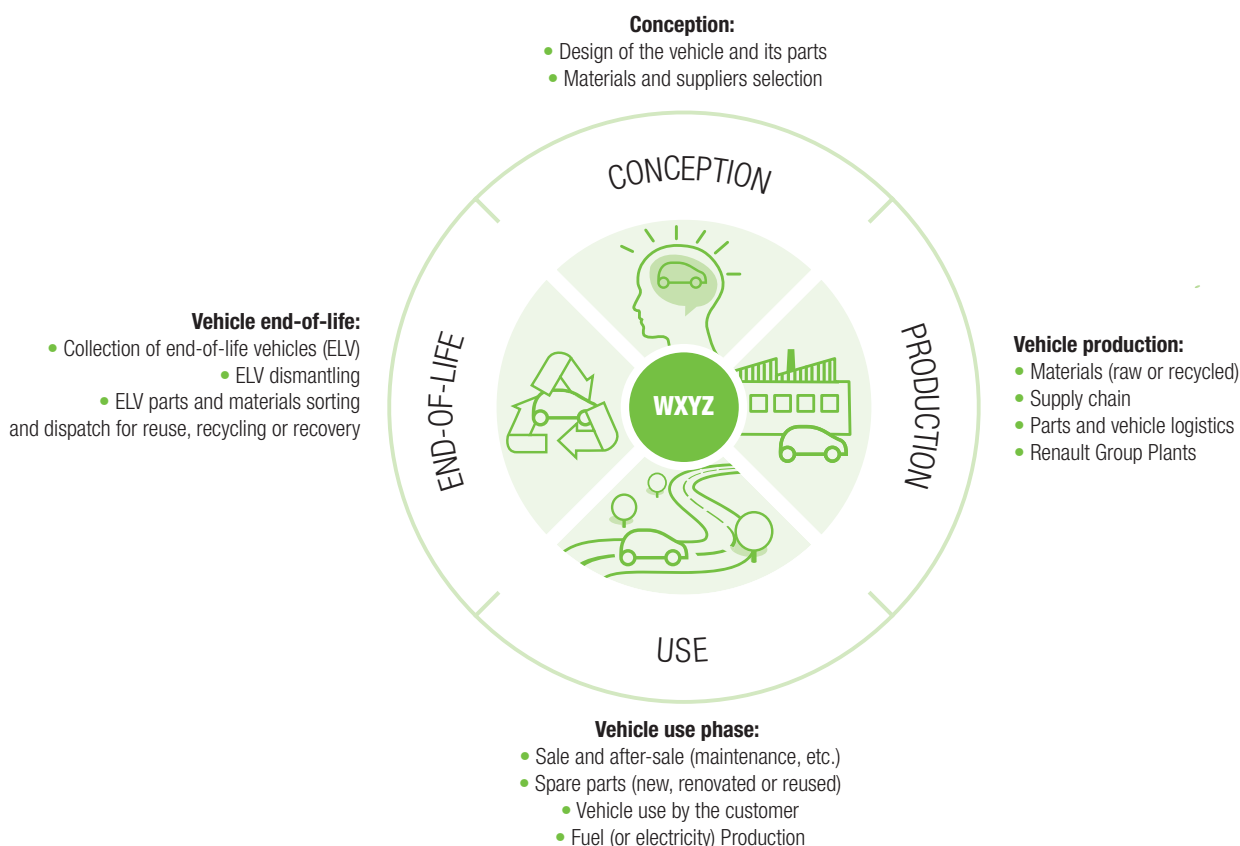 Conception:
• Design of the vehicle and its parts
• Materials and suppliers selection
CONCEPTION
Vehicle end-of-life:
• Collection of end-of-life vehicles (ELV)
• ELV dismantling
• ELV parts and materials sorting
and dispatch for reuse, recycling or recovery
END-OF-LIFE
WXYZ
PRODUCTION
Vehicle production:
• Materials (raw or recycled)
• Supply chain
• Parts and vehicle logistics
• Renault Group Plants
USE
Vehicle use phase:
• Sale and after-sale (maintenance, etc.)
• Spare parts (new, renovated or reused)
• Vehicle use by the customer
• Fuel (or electricity) Production